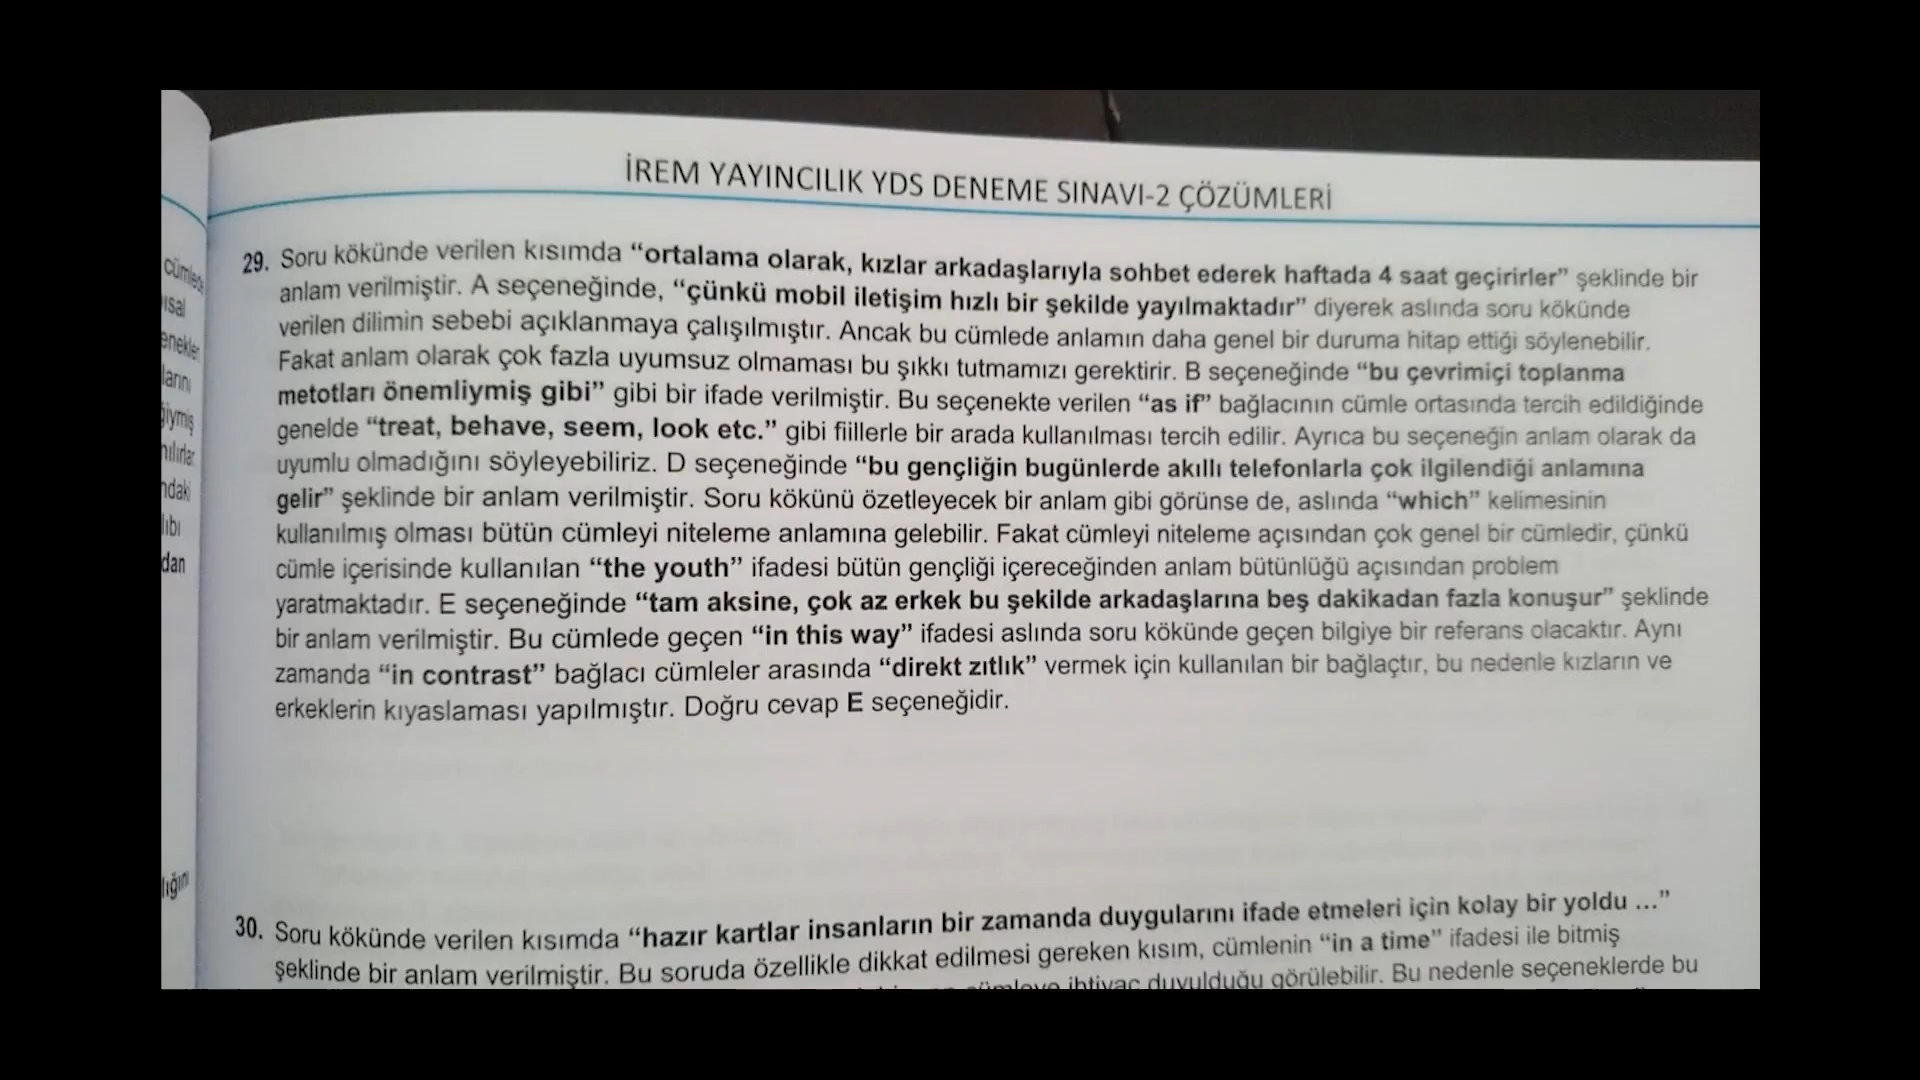 İREM YAYINCILIK YDS DENEME SINAVI-2 ÇÖZÜMLERİ
29. Soru kökünde verilen kısımda “ortalama olarak, kızlar arkadaşlarıyla sohbet ederek haftada 4 saat geçirirler” şeklinde bir
anlam verilmiştir. A seçeneğinde, “çünkü mobil iletişim hızlı bir şekilde yayılmaktadır” diyerek aslında soru kökünde
verilen dilimin sebebi açıklanmaya çalışılmıştır. Ancak bu cümlede anlamın daha genel bir duruma hitap ettiği söylenebilir.
Fakat anlam olarak çok fazla uyumsuz olmaması bu şıkkı tutmamızı gerektirir. B seçeneğinde “bu çevrimiçi toplanma
metotları önemliymiş gibi” gibi bir ifade verilmiştir. Bu seçenekte verilen “as if” bağlacının cümle ortasında tercih edildiğinde
genelde “treat, behave, seem, look etc.” gibi fiillerle bir arada kullanılması tercih edilir. Ayrıca bu seçeneğin anlam olarak da
uyumlu olmadığını söyleyebiliriz. D seçeneğinde “bu gençliğin bugünlerde akıllı telefonlarla çok ilgilendiği anlamına
gelir” şeklinde bir anlam verilmiştir. Soru kökünü özetleyecek bir anlam gibi görünse de, aslında “which” kelimesinin
kullanılmış olması bütün cümleyi niteleme anlamına gelebilir. Fakat cümleyi niteleme açısından çok genel bir cümledir, çünkü
cümle içerisinde kullanılan “the youth” ifadesi bütün gençliği içereceğinden anlam bütünlüğü açısından problem
yaratmaktadır. E seçeneğinde “tam aksine, çok az erkek bu şekilde arkadaşlarına beş dakikadan fazla konuşur” şeklinde
bir anlam verilmiştir. Bu cümlede geçen “in this way” ifadesi aslında soru kökünde geçen bilgiye bir referans olacaktır. Aynı
zamanda “in contrast” bağlacı cümleler arasında “direkt zıtlık” vermek için kullanılan bir bağlaçtır, bu nedenle kızların ve
erkeklerin kıyaslaması yapılmıştır. Doğru cevap E seçeneğidir.
30. Soru kökünde verilen kısımda “hazır kartlar insanların bir zamanda duygularını ifade etmeleri için kolay bir yoldu ...”
şeklinde bir anlam verilmiştir. Bu soruda özellikle dikkat edilmesi gereken kısım, cümlenin “in a time” ifadesi ile bitmiş
cümleye ihtiyaç duyulduğu görülebilir. Bu nedenle seçeneklerde bu